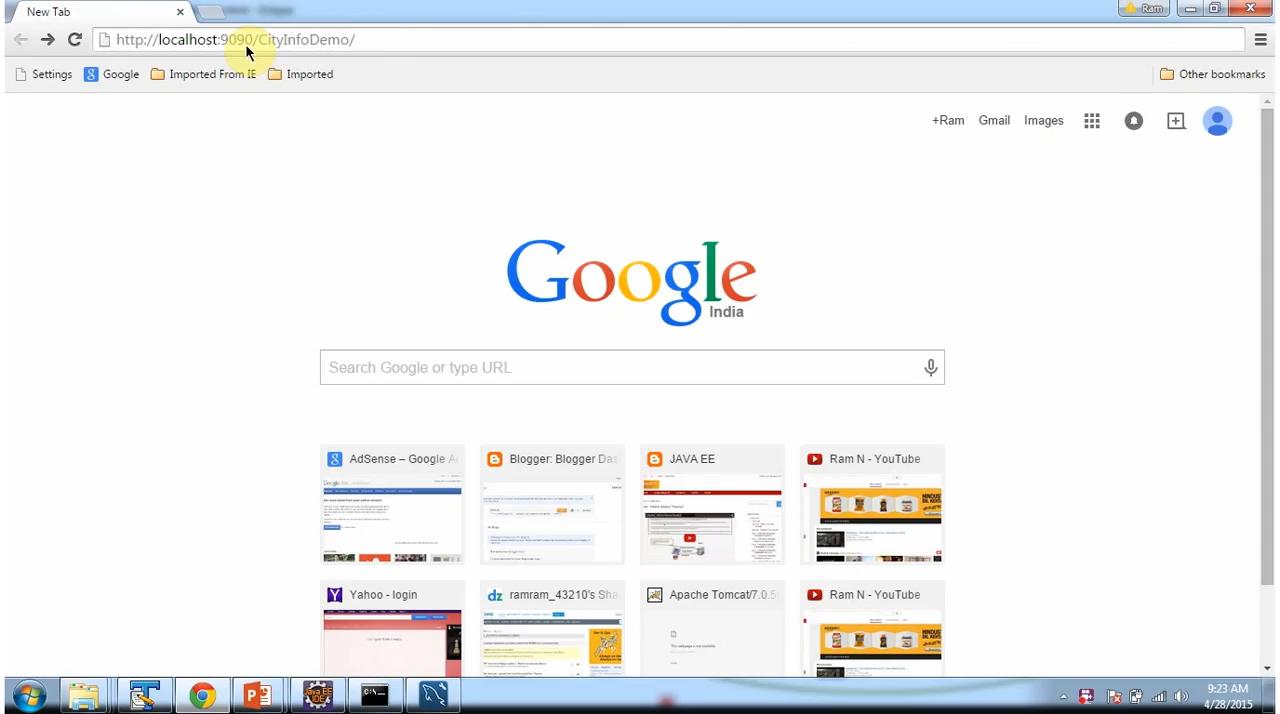 New Tab
Ram
http://localhost:9090/CityInfoDemo/
Settings Google Imported From IE Imported Other bookmarks
+Ram Gmail Images
Google
India
Search Google or type URL
AdSense – Google A
Blogger: Blogger Das
JAVA EE
Ram N - YouTube
Yahoo - login
ramram_43210's Sha
Apache Tomcat/7.0.5
Ram N - YouTube
9:23 AM
4/28/2015